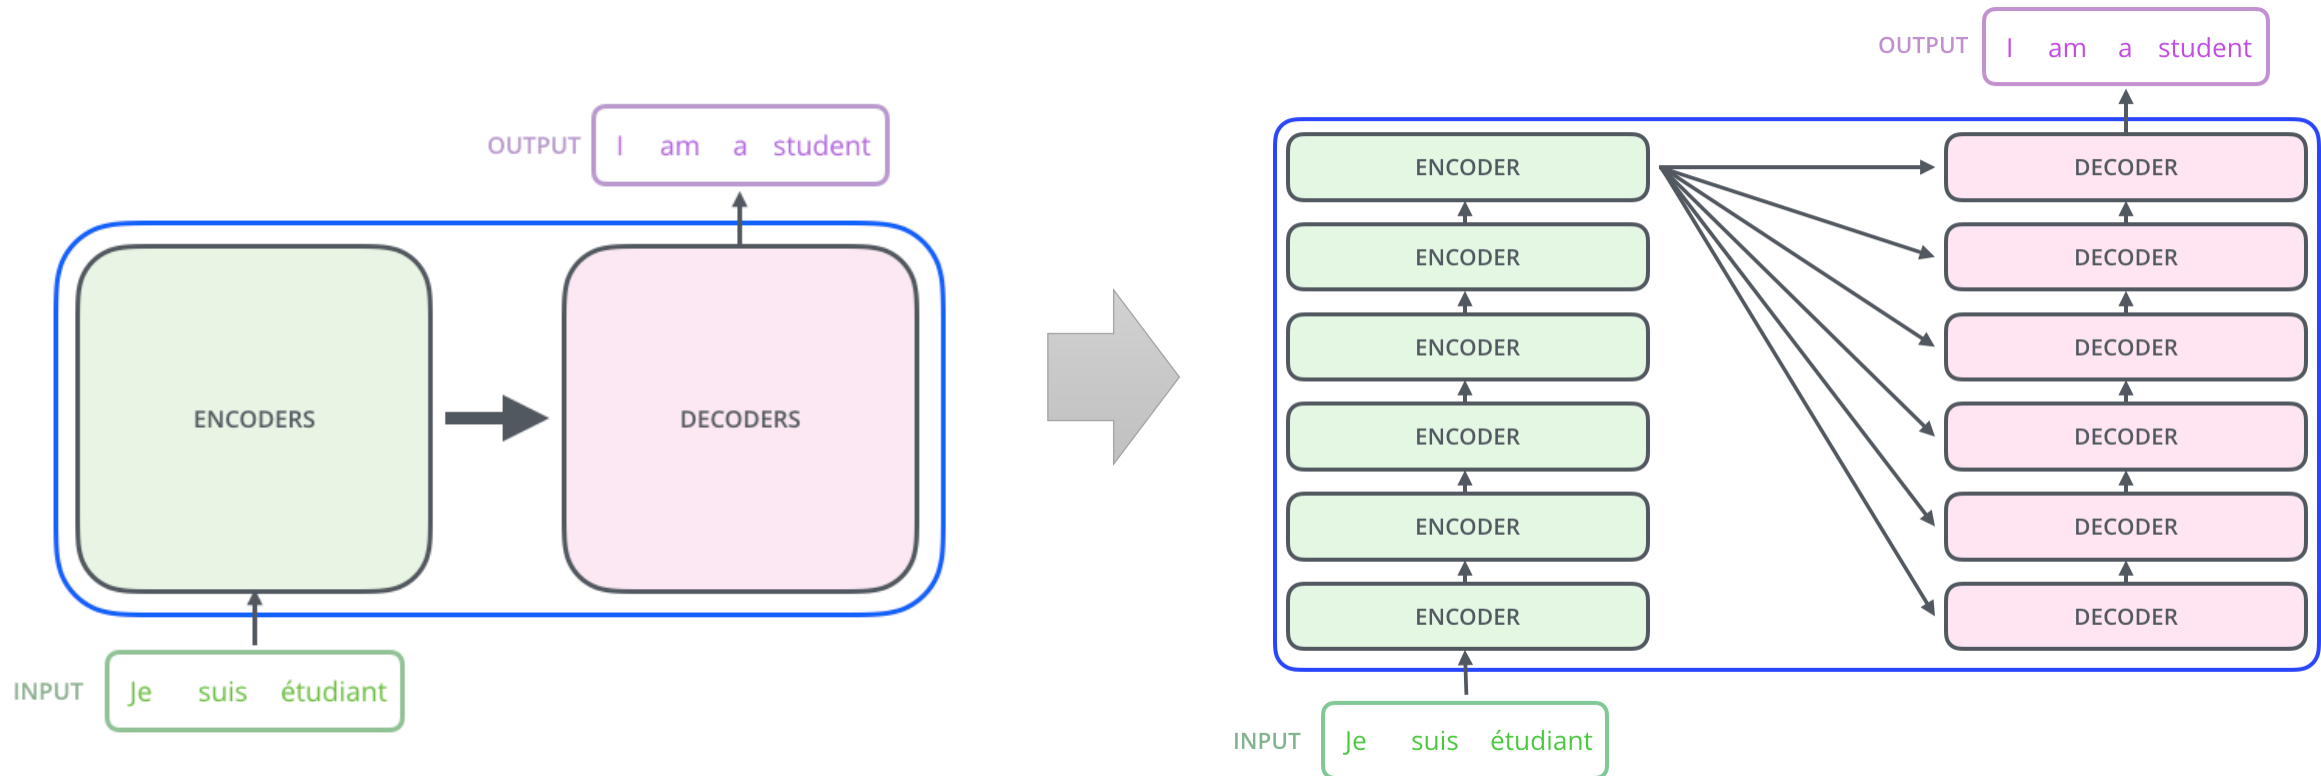 OUTPUT I am a student
ENCODERS DECODERS
INPUT Je suis étudiant
OUTPUT I am a student
ENCODER DECODER
ENCODER DECODER
ENCODER DECODER
ENCODER DECODER
ENCODER DECODER
ENCODER DECODER
INPUT Je suis étudiant